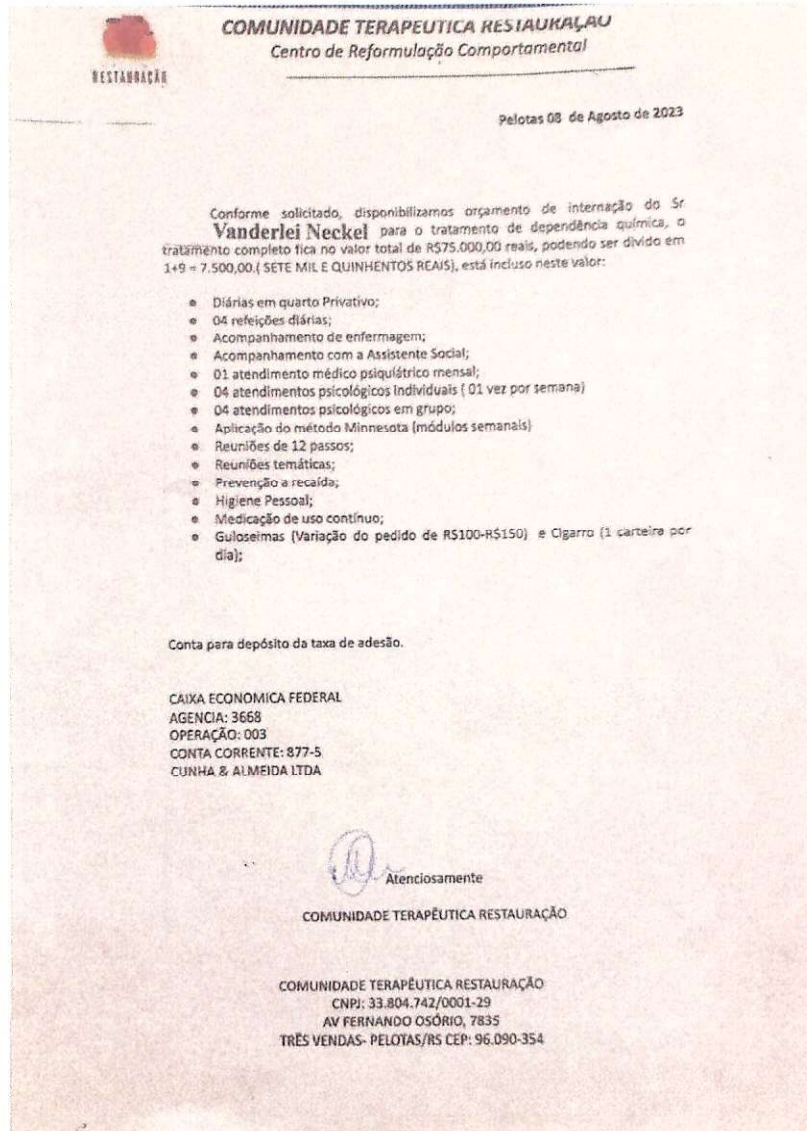 COMUNIDADE TERAPEUTICA RESTAURAÇAO
Centro de Reformulação Comportamental
RESTAURAÇÃO
Pelotas 08 de Agosto de 2023
Conforme solicitado, disponibilizamos orçamento de internação do Sr
Vanderlei Neckel para o tratamento de dependência química, o
tratamento completo fica no valor total de R$75.000,00 reais, podendo ser divido em
1+9 = 7.500,00.( SETE MIL E QUINHENTOS REAIS), está incluso neste valor:
Diárias em quarto Privativo;
04 refeições diárias;
Acompanhamento de enfermagem;
Acompanhamento com a Assistente Social;
01 atendimento médico psiquiátrico mensal;
04 atendimentos psicológicos individuais ( 01 vez por semana)
04 atendimentos psicológicos em grupo;
Aplicação do método Minnesota (módulos semanais)
Reuniões de 12 passos;
Reuniões temáticas;
Prevenção a recaída;
Higiene Pessoal;
Medicação de uso contínuo;
Guloseimas (Variação do pedido de R$100-R$150) e Cigarro (1 carteira por
dia);
Conta para depósito da taxa de adesão.
CAIXA ECONOMICA FEDERAL
AGENCIA: 3668
OPERAÇÃO: 003
CONTA CORRENTE: 877-5
CUNHA & ALMEIDA LTDA
Atenciosamente
COMUNIDADE TERAPÊUTICA RESTAURAÇÃO
COMUNIDADE TERAPÊUTICA RESTAURAÇÃO
CNPJ: 33.804.742/0001-29
AV FERNANDO OSÓRIO, 7835
TRÊS VENDAS- PELOTAS/RS CEP: 96.090-354